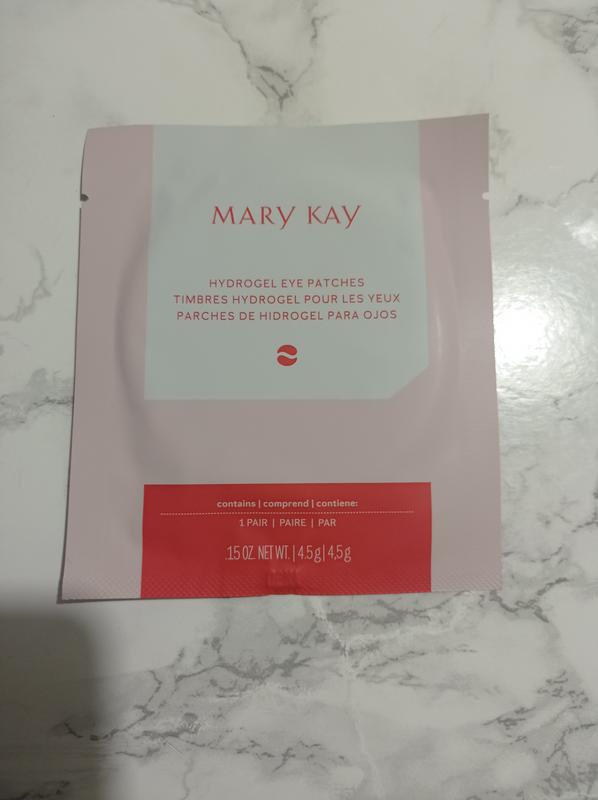 MARY KAY
HYDROGEL EYE PATCHES
TIMBRES HYDROGEL POUR LES YEUX
PARCHES DE HIDROGEL PARA OJOS
contains | comprend | contiene:
1 PAIR | PAIRE | PAR
.15 OZ. NET WT. | 4.5 g | 4,5 g